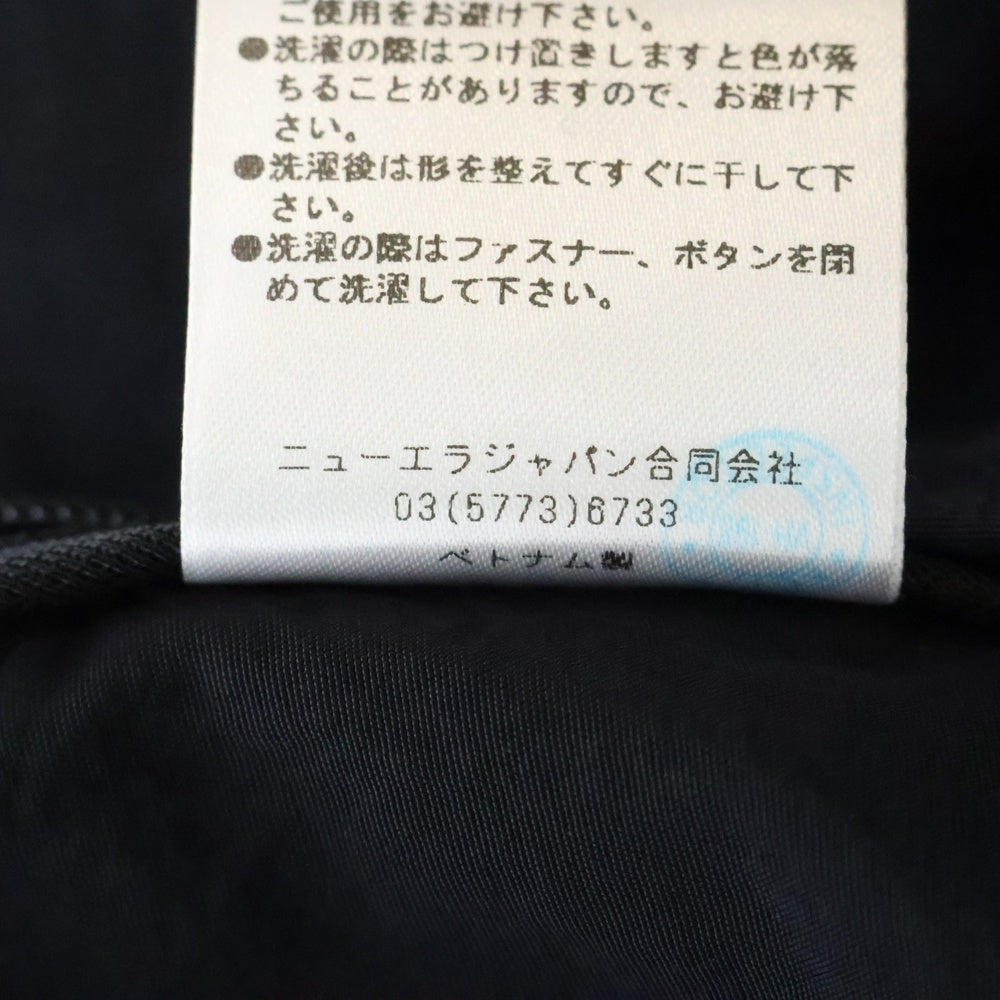 ご使用をお避け下さい。
●洗濯の際はつけ置きしますと色が落
ちることがありますので、お避け下
さい。
●洗濯後は形を整えてすぐに干して下
さい。
●洗濯の際はファスナー、ボタンを閉
めて洗濯して下さい。
ニューエラジャパン合同会社
03(5773)6733
ベトナム製